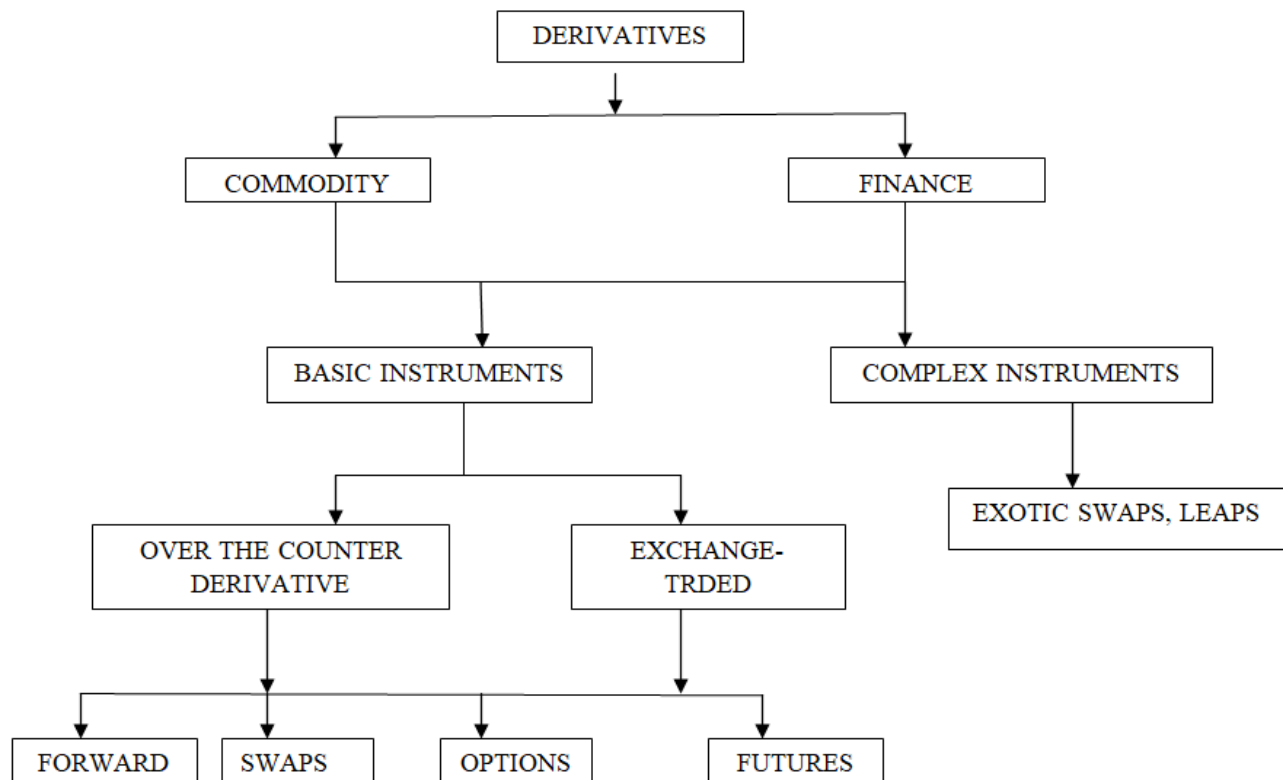 DERIVATIVES
COMMODITY
FINANCE
BASIC INSTRUMENTS
COMPLEX INSTRUMENTS
EXOTIC SWAPS, LEAPS
OVER THE COUNTER
DERIVATIVE
EXCHANGE-
TRDED
FORWARD
SWAPS
OPTIONS
FUTURES